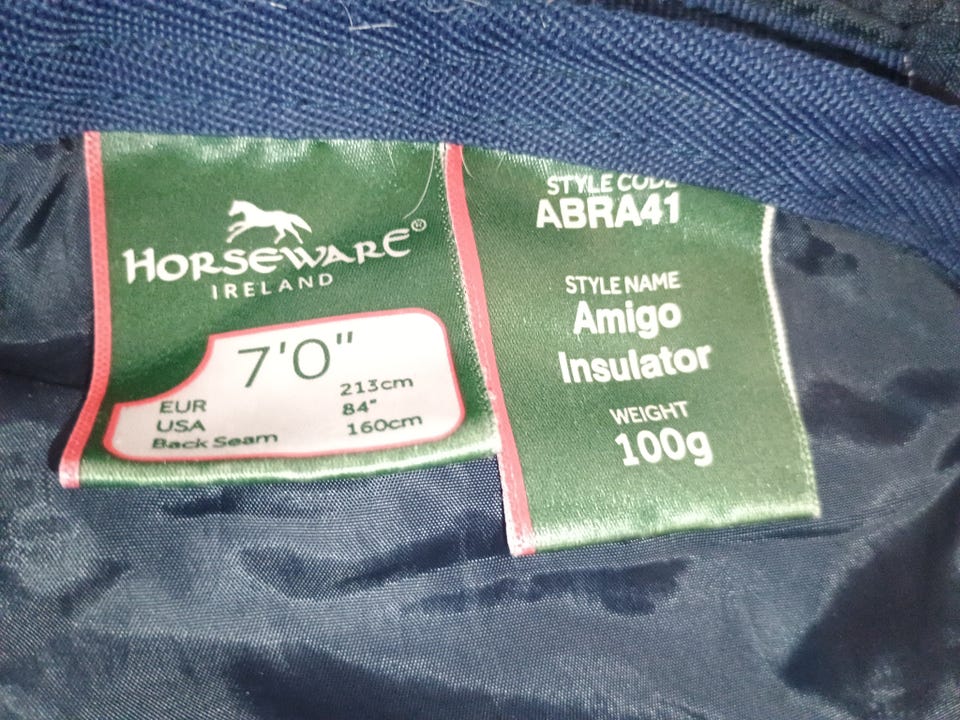 HORSEWARE®
IRELAND
7'0"
EUR 213cm
USA 84"
Back Seam 160cm
STYLE CODE
ABRA41
STYLE NAME
Amigo
Insulator
WEIGHT
100g